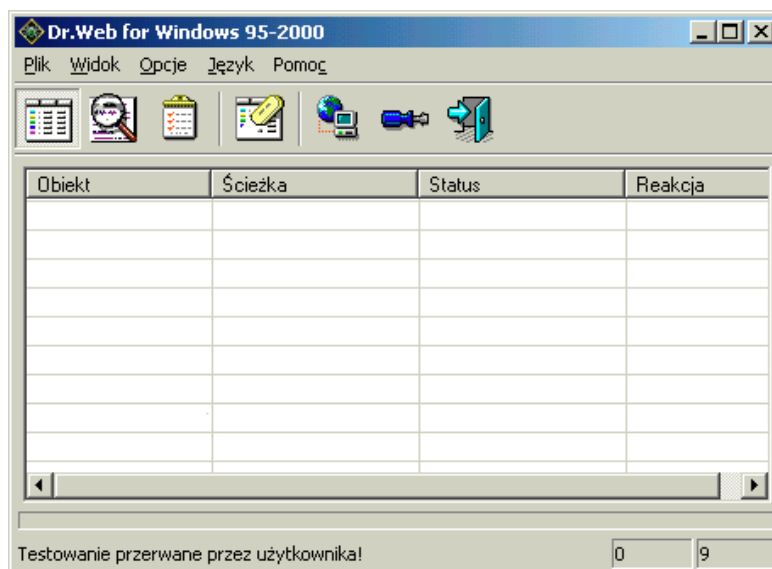 Dr.Web for Windows 95-2000
Plik Widok Opcje Język Pomoc
Obiekt Ścieżka Status Reakcja
Testowanie przerwane przez użytkownika! 0 9